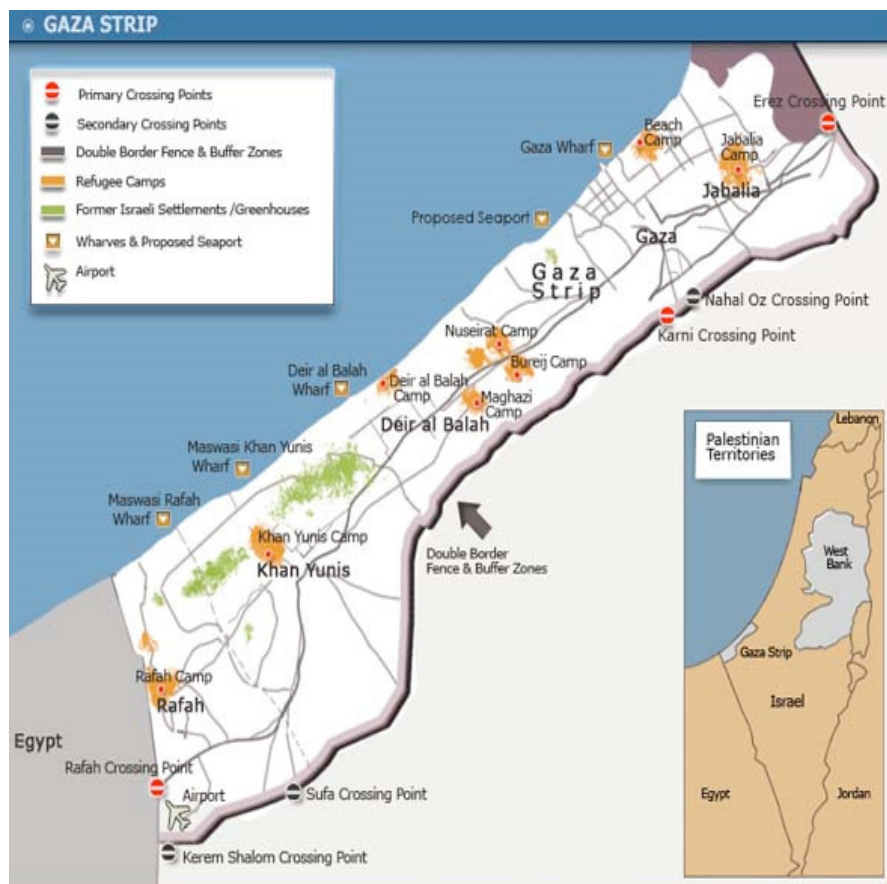 GAZA STRIP
Primary Crossing Points
Secondary Crossing Points
Double Border Fence & Buffer Zones
Refugee Camps
Former Israeli Settlements /Greenhouses
Wharves & Proposed Seaport
Airport
Erez Crossing Point
Beach
Camp
Jabalia
Camp
Jabalia
Gaza Wharf
Proposed Seaport
Gaza
Gaza
Strip
Nahal Oz Crossing Point
Karni Crossing Point
Nuseirat Camp
Bureij Camp
Deir al Balah
Wharf
Deir al Balah
Camp
Maghazi
Camp
Deir al Balah
Maswasi Khan Yunis
Wharf
Maswasi Rafah
Wharf
Khan Yunis Camp
Khan Yunis
Double Border
Fence & Buffer Zones
Rafah Camp
Rafah
Egypt
Rafah Crossing Point
Airport
Sufa Crossing Point
Kerem Shalom Crossing Point
Palestinian
Territories
Lebanon
West
Bank
Gaza Strip
Israel
Egypt
Jordan